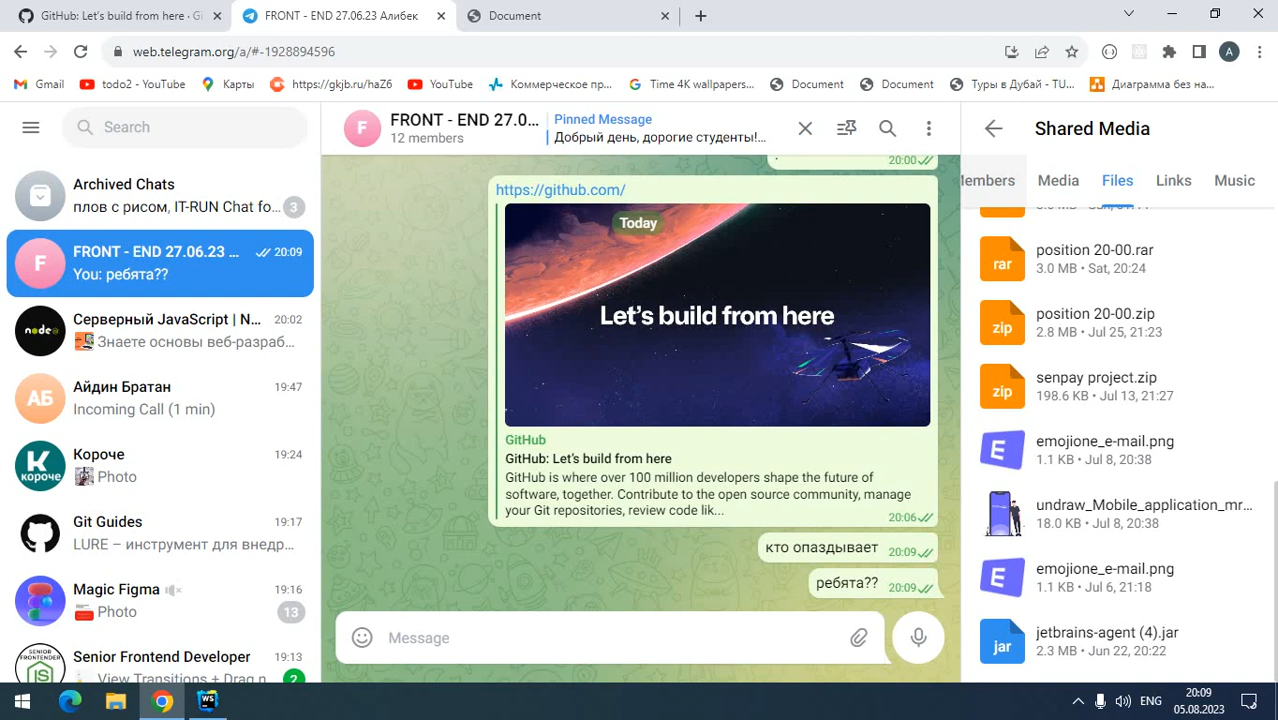 GitHub: Let's build from here · Gi
FRONT - END 27.06.23 Алибек
Document
web.telegram.org/a/#-1928894596
A
Gmail
todo2 - YouTube
Карты
https://gkjb.ru/haZ6
YouTube
Коммерческое пр...
Time 4K wallpapers...
Document
Document
Туры в Дубай - TU...
Диаграмма без на...
Search
Archived Chats
плов с рисом, IT-RUN Chat fo...
3
F
FRONT - END 27.06.23 ...
20:09
You: ребята??
node
Серверный JavaScript | N...
20:02
Знаете основы веб-разраб...
АБ
Айдин Братан
19:47
Incoming Call (1 min)
К
короче
Короче
19:24
Photo
Git Guides
19:17
LURE – инструмент для внедр...
Magic Figma
19:16
Photo
13
SENIOR
FRONTEND
Senior Frontend Developer
19:13
View Transitions + Drag n
2
F
FRONT - END 27.0...
12 members
Pinned Message
Добрый день, дорогие студенты!...
20:00
https://github.com/
Today
Let's build from here
GitHub
GitHub: Let's build from here
GitHub is where over 100 million developers shape the future of
software, together. Contribute to the open source community, manage
your Git repositories, review code lik...
20:06
кто опаздывает
20:09
ребята??
20:09
Message
Shared Media
Members
Media
Files
Links
Music
rar
position 20-00.rar
3.0 MB • Sat, 20:24
zip
position 20-00.zip
2.8 MB • Jul 25, 21:23
zip
senpay project.zip
198.6 KB • Jul 13, 21:27
E
emojione_e-mail.png
1.1 KB • Jul 8, 20:38
undraw_Mobile_application_mr...
18.0 KB • Jul 8, 20:38
E
emojione_e-mail.png
1.1 KB • Jul 6, 21:18
jar
jetbrains-agent (4).jar
2.3 MB • Jun 22, 20:22
WS
ENG
20:09
05.08.2023